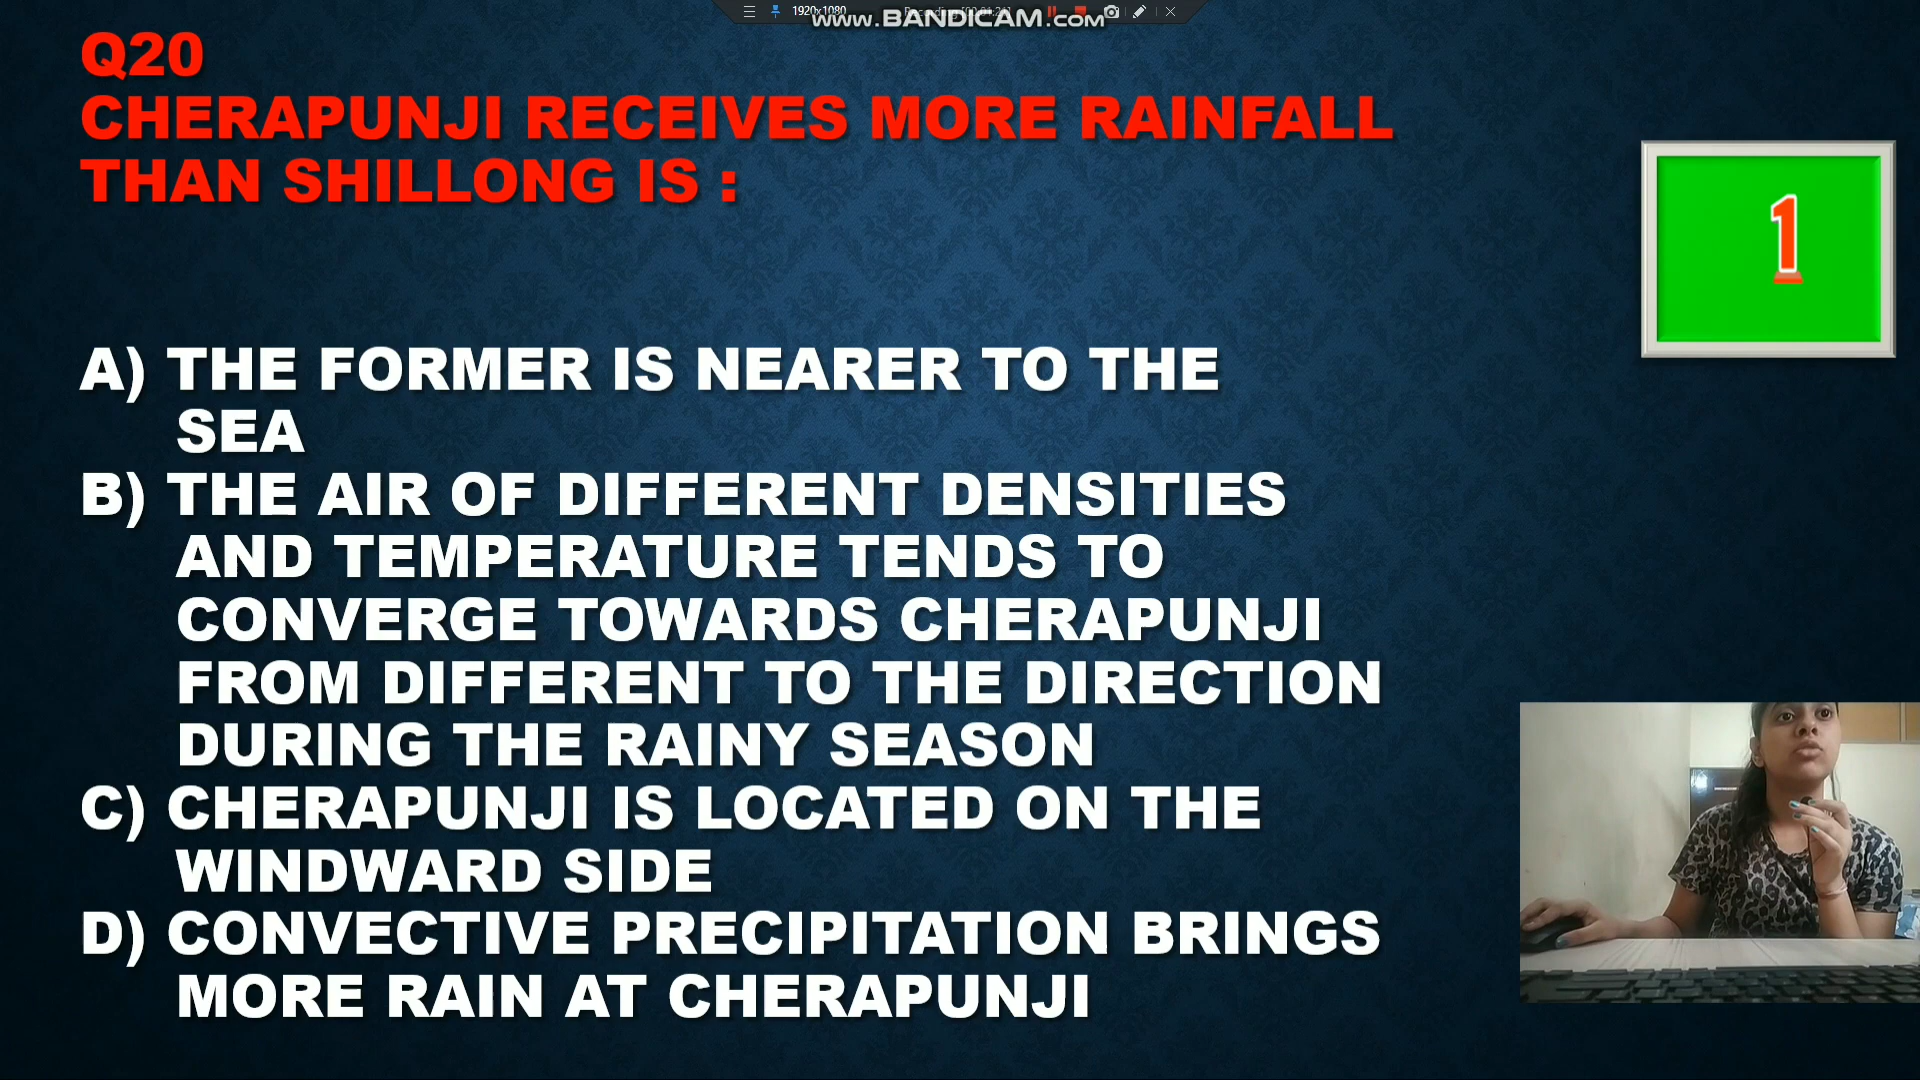 1920x1080
www.BANDICAM.com
Q20
CHERAPUNJI RECEIVES MORE RAINFALL
THAN SHILLONG IS :
1
A) THE FORMER IS NEARER TO THE
SEA
B) THE AIR OF DIFFERENT DENSITIES
AND TEMPERATURE TENDS TO
CONVERGE TOWARDS CHERAPUNJI
FROM DIFFERENT TO THE DIRECTION
DURING THE RAINY SEASON
C) CHERAPUNJI IS LOCATED ON THE
WINDWARD SIDE
D) CONVECTIVE PRECIPITATION BRINGS
MORE RAIN AT CHERAPUNJI